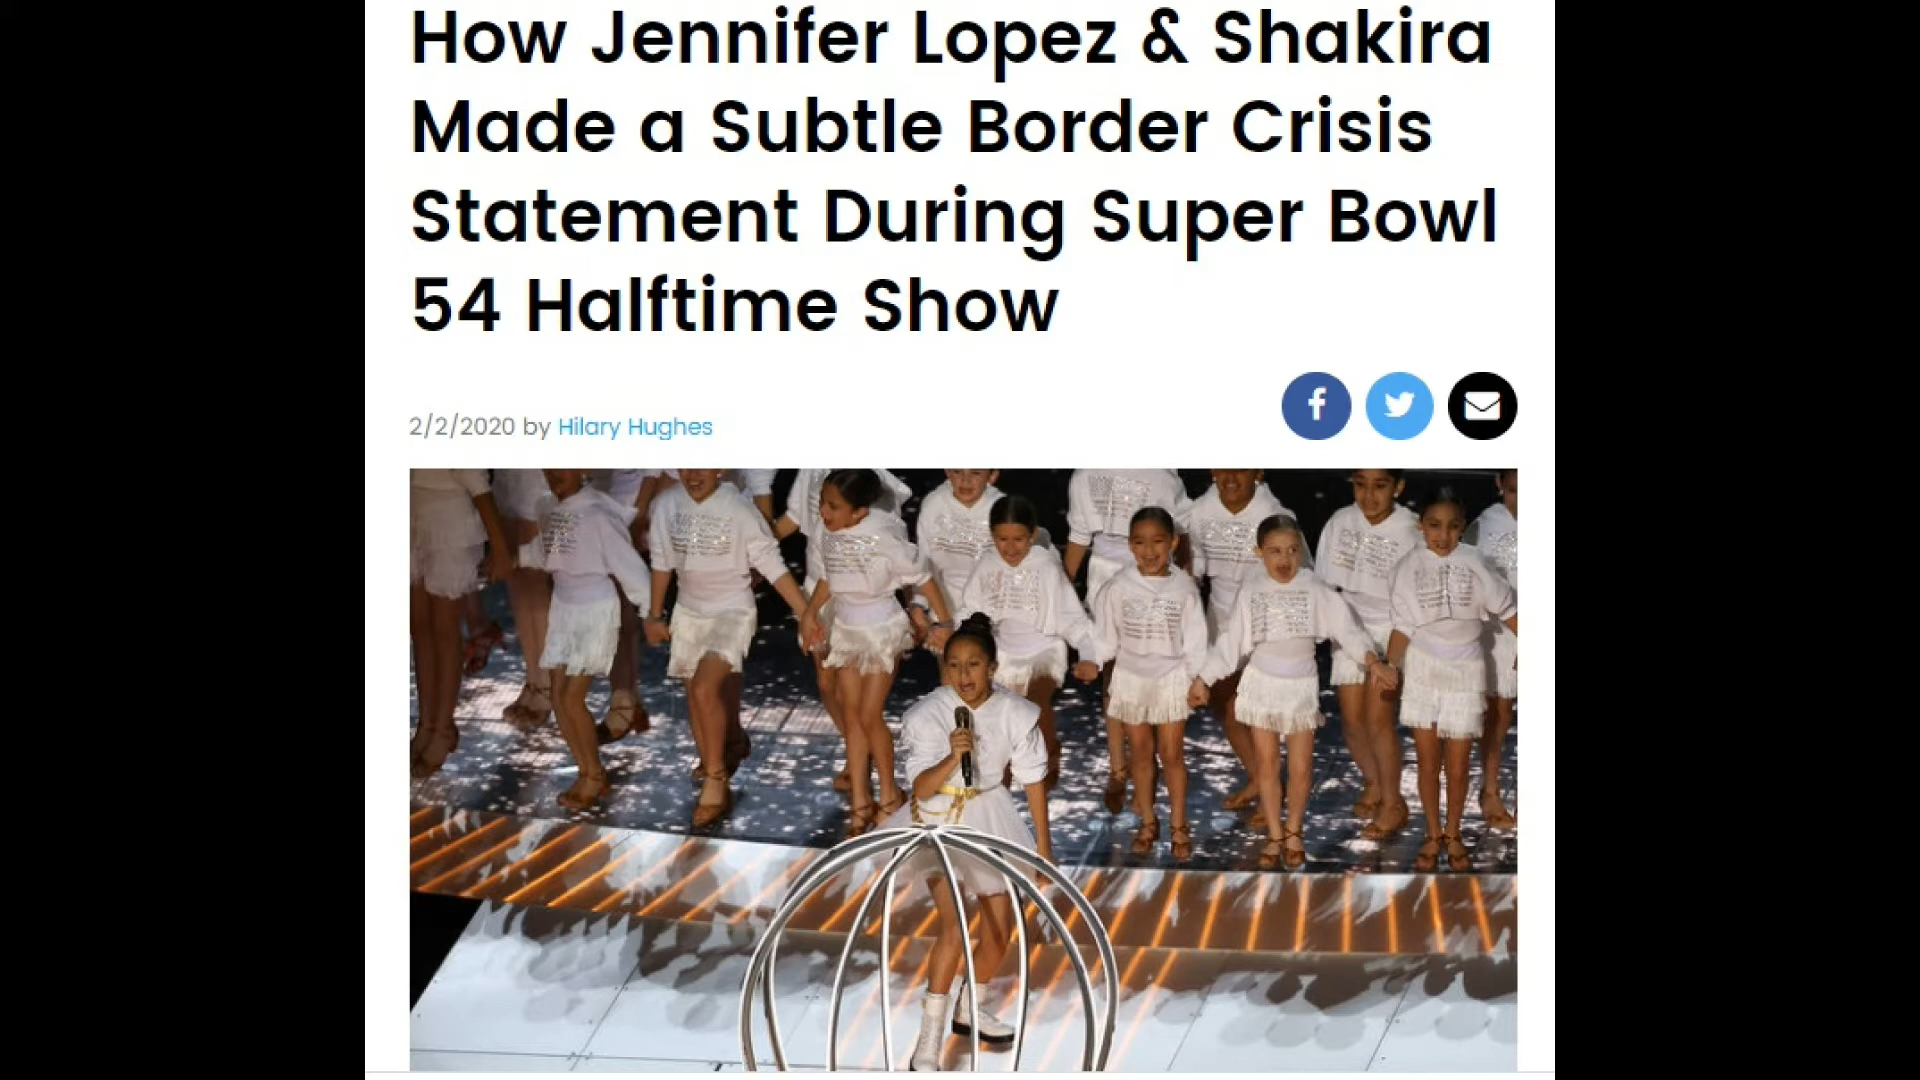 How Jennifer Lopez & Shakira
Made a Subtle Border Crisis
Statement During Super Bowl
54 Halftime Show
2/2/2020 by Hilary Hughes